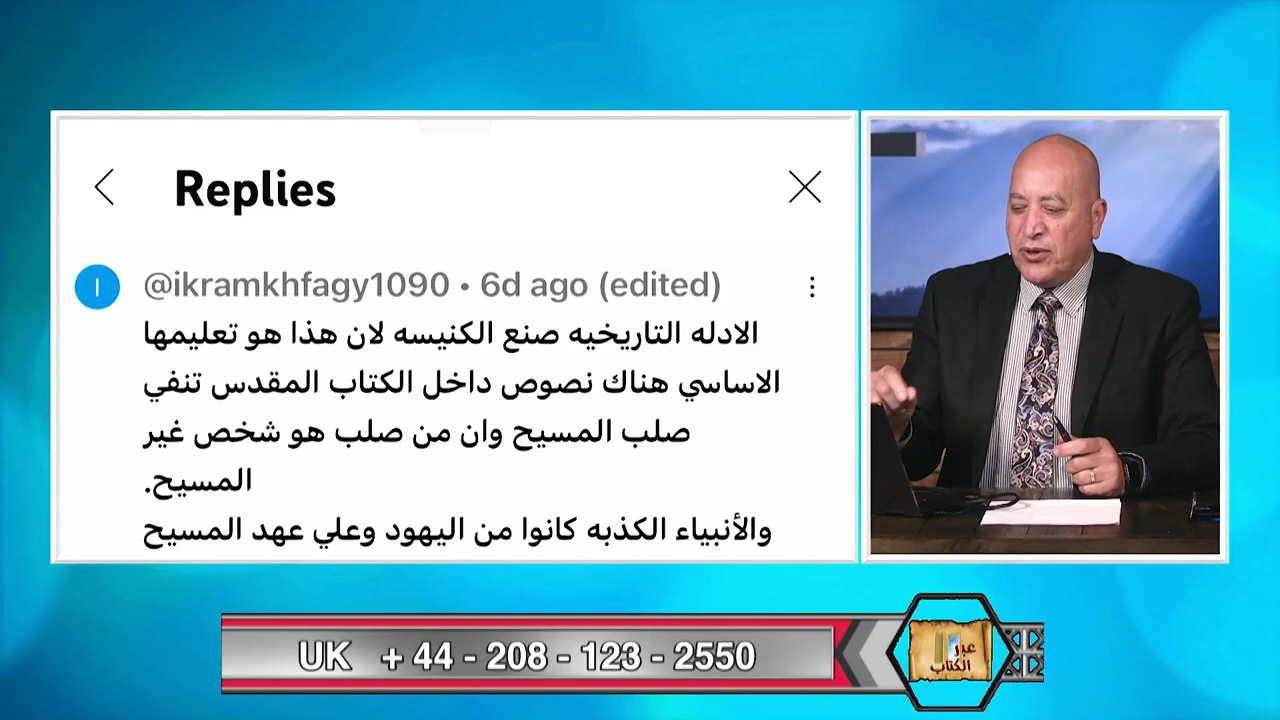 Replies
I
@ikramkhfagy1090 • 6d ago (edited)
الادله التاريخيه صنع الكنيسه لان هذا هو تعليمها
الاساسي هناك نصوص داخل الكتاب المقدس تنفي
صلب المسيح وان من صلب هو شخص غير
المسيح.
والأنبياء الكذبه كانوا من اليهود وعلي عهد المسيح
UK + 44 - 208 - 123 - 2550
عبر
الكتاب